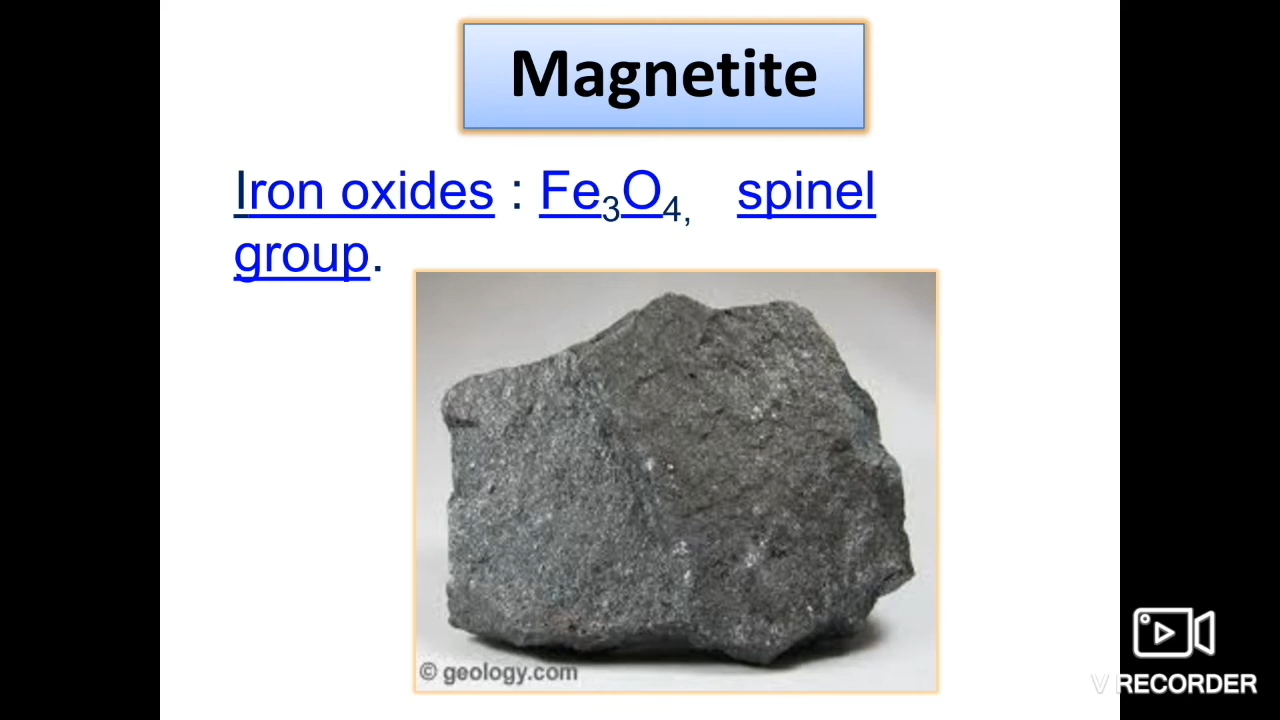 Magnetite
Iron oxides : Fe₃O₄, spinel
group.
© geology.com
V RECORDER